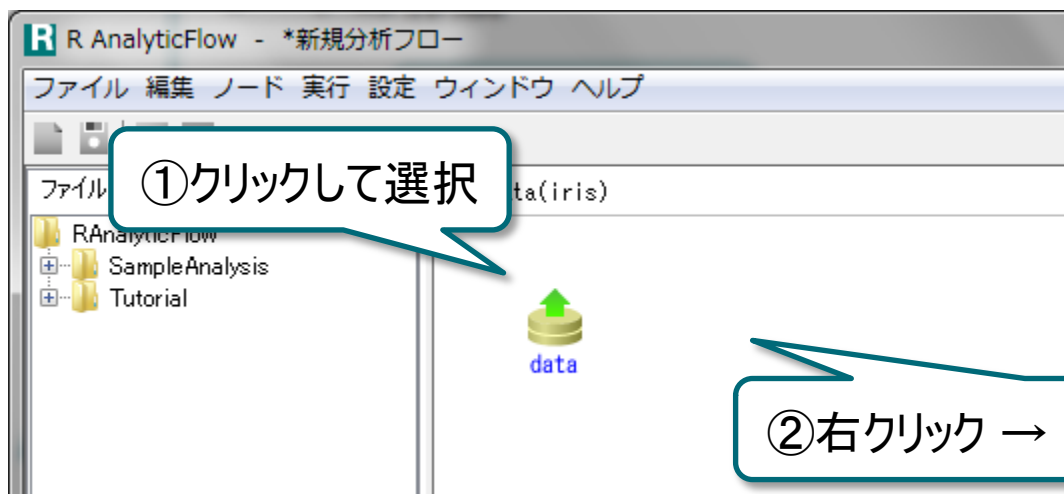 R AnalyticFlow - *新規分析フロー
ファイル 編集 ノード 実行 設定 ウィンドウ ヘルプ
①クリックして選択
ファイル
ta(iris)
RAnalyticFlow
SampleAnalysis
Tutorial
data
②右クリック →